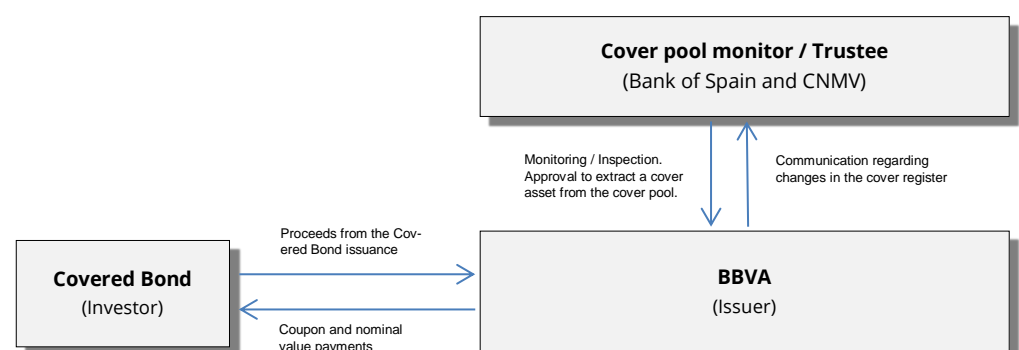 Cover pool monitor / Trustee
(Bank of Spain and CNMV)
Monitoring / Inspection.
Approval to extract a cover
asset from the cover pool.
Communication regarding
changes in the cover register
Proceeds from the Cov-
ered Bond issuance
Covered Bond
(Investor)
BBVA
(Issuer)
Coupon and nominal
value payments